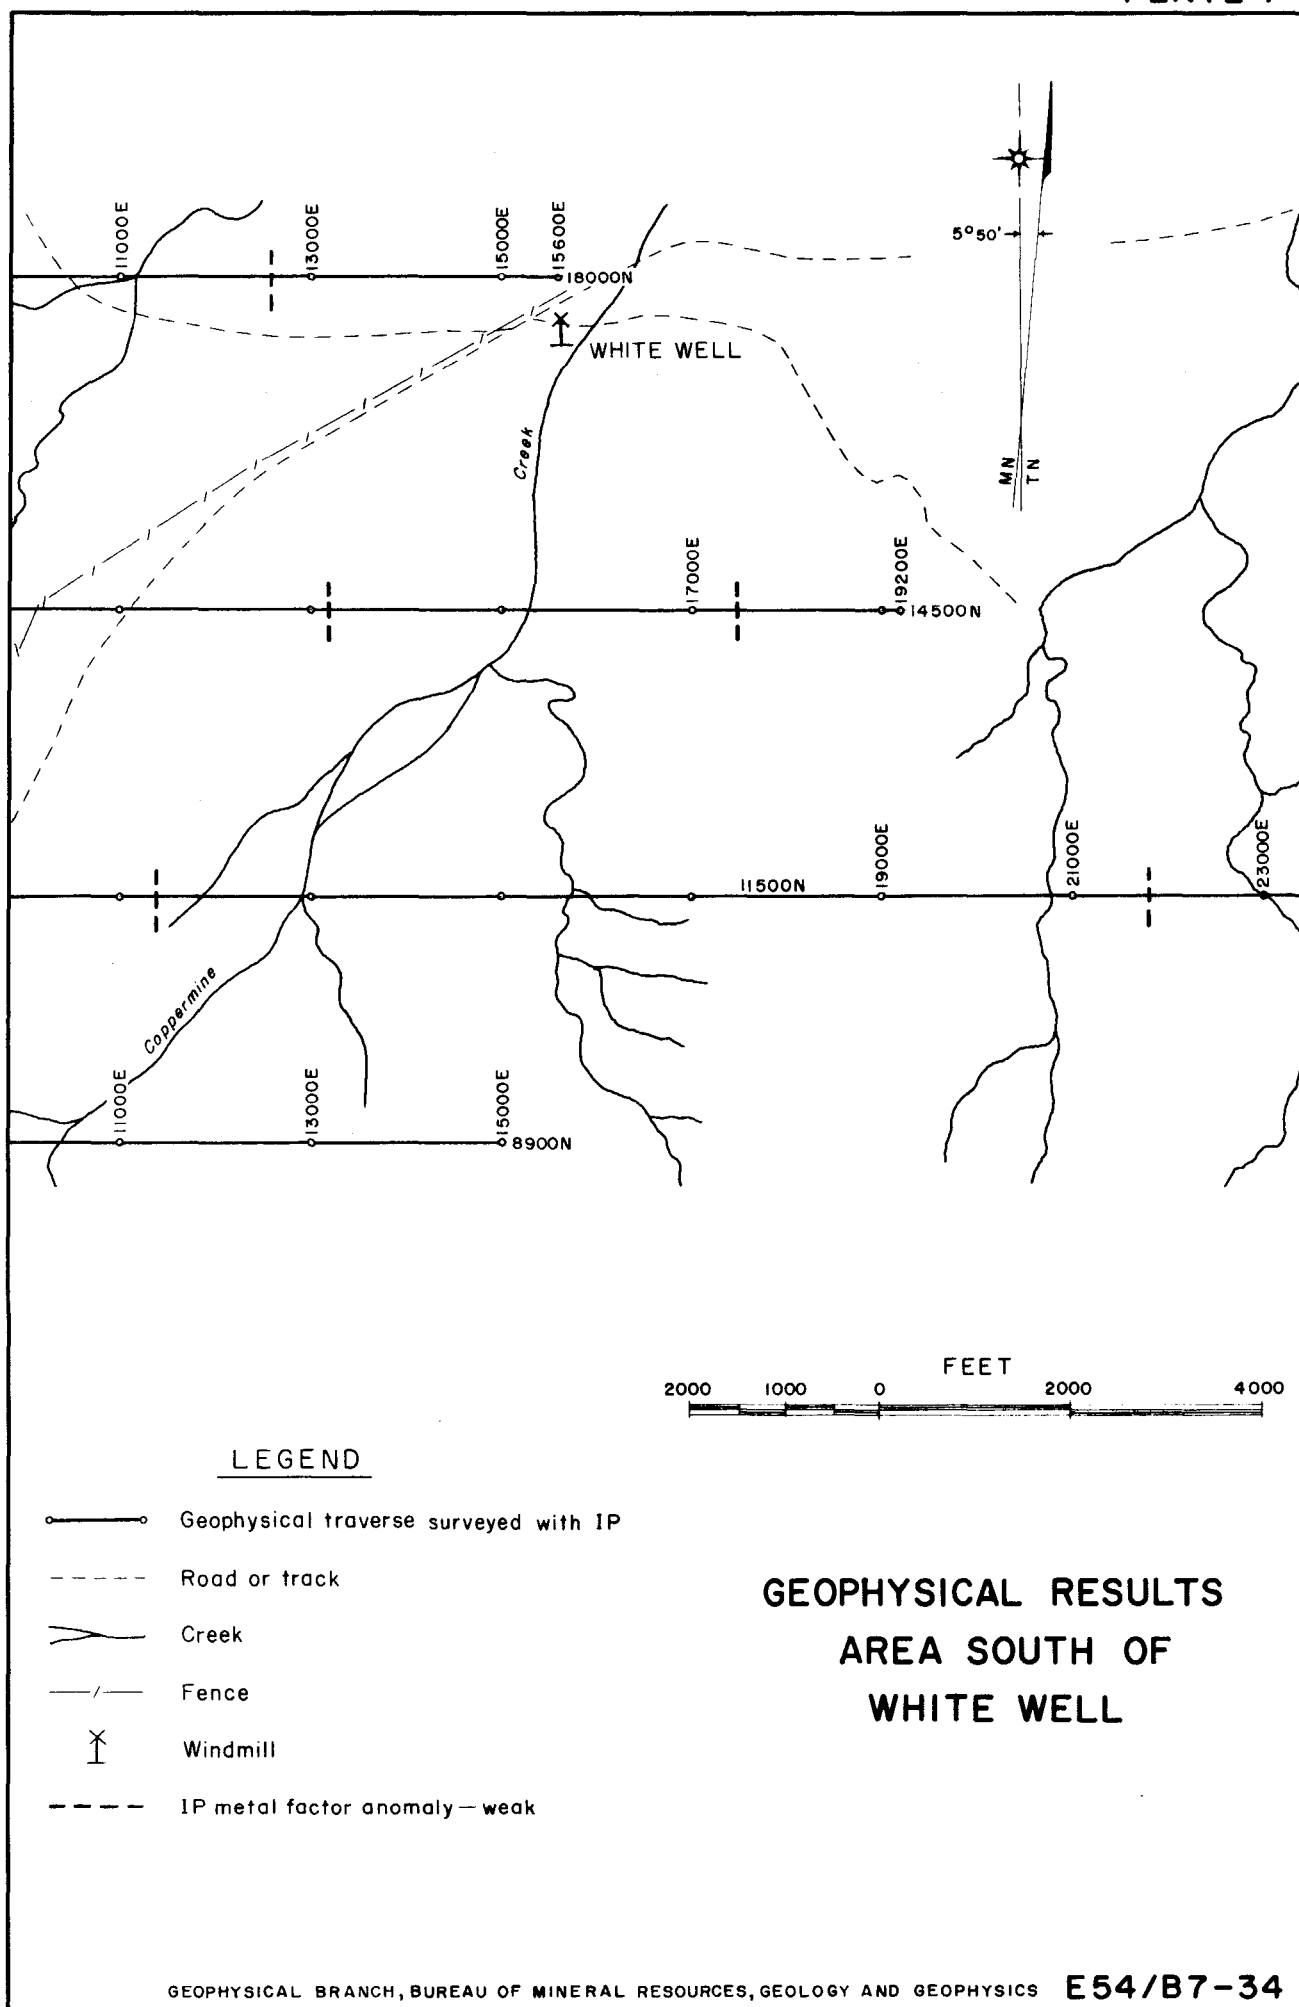 11000E
13000E
15000E
15600E
18000N
5°50'
WHITE WELL
Creek
MN
TN
17000E
19200E
14500N
11500N
19000E
21000E
23000E
Coppermine
11000E
13000E
15000E
8900N
FEET
2000 1000 0 2000 4000
LEGEND
Geophysical traverse surveyed with IP
Road or track
Creek
Fence
Windmill
IP metal factor anomaly — weak
GEOPHYSICAL RESULTS
AREA SOUTH OF
WHITE WELL
GEOPHYSICAL BRANCH, BUREAU OF MINERAL RESOURCES, GEOLOGY AND GEOPHYSICS E54/B7-34